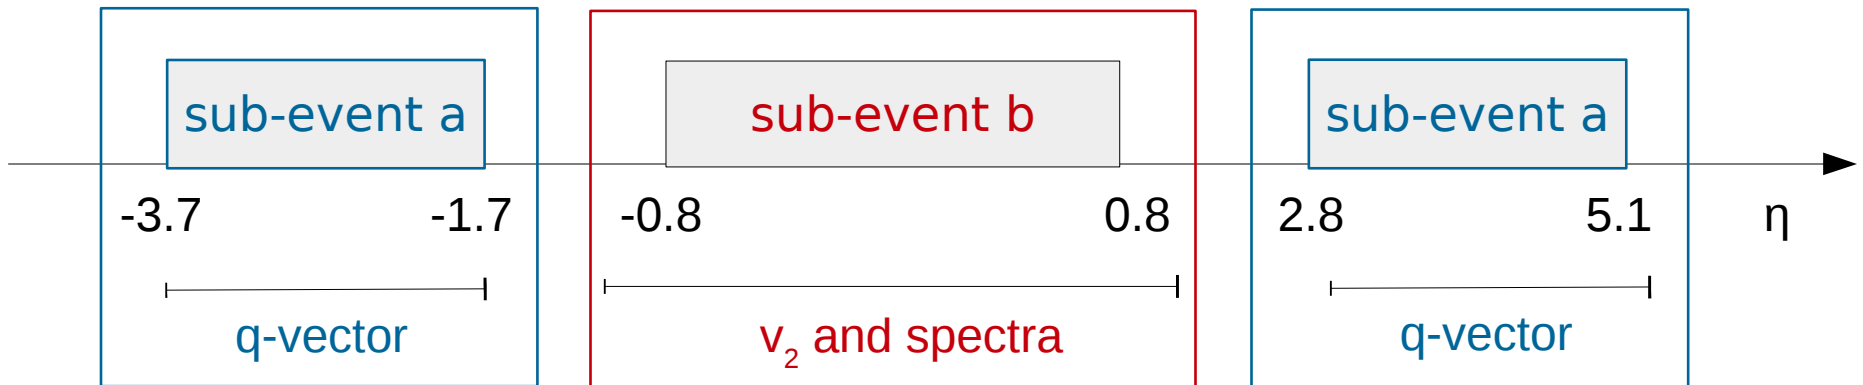 sub-event a sub-event b sub-event a
-3.7 -1.7 -0.8 0.8 2.8 5.1 η
q-vector v₂ and spectra q-vector